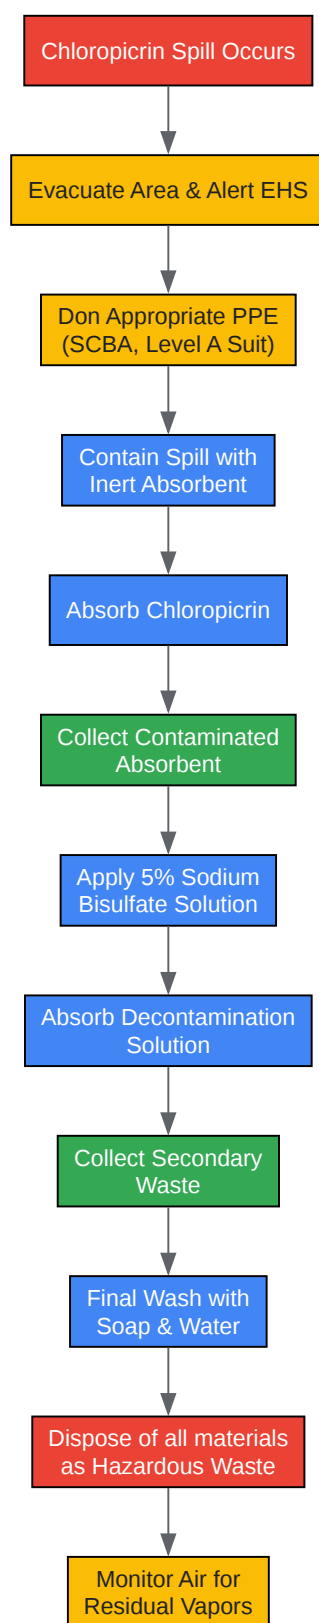 Chloropicrin Spill Occurs
Evacuate Area & Alert EHS
Don Appropriate PPE
(SCBA, Level A Suit)
Contain Spill with
Inert Absorbent
Absorb Chloropicrin
Collect Contaminated
Absorbent
Apply 5% Sodium
Bisulfate Solution
Absorb Decontamination
Solution
Collect Secondary
Waste
Final Wash with
Soap & Water
Dispose of all materials
as Hazardous Waste
Monitor Air for
Residual Vapors